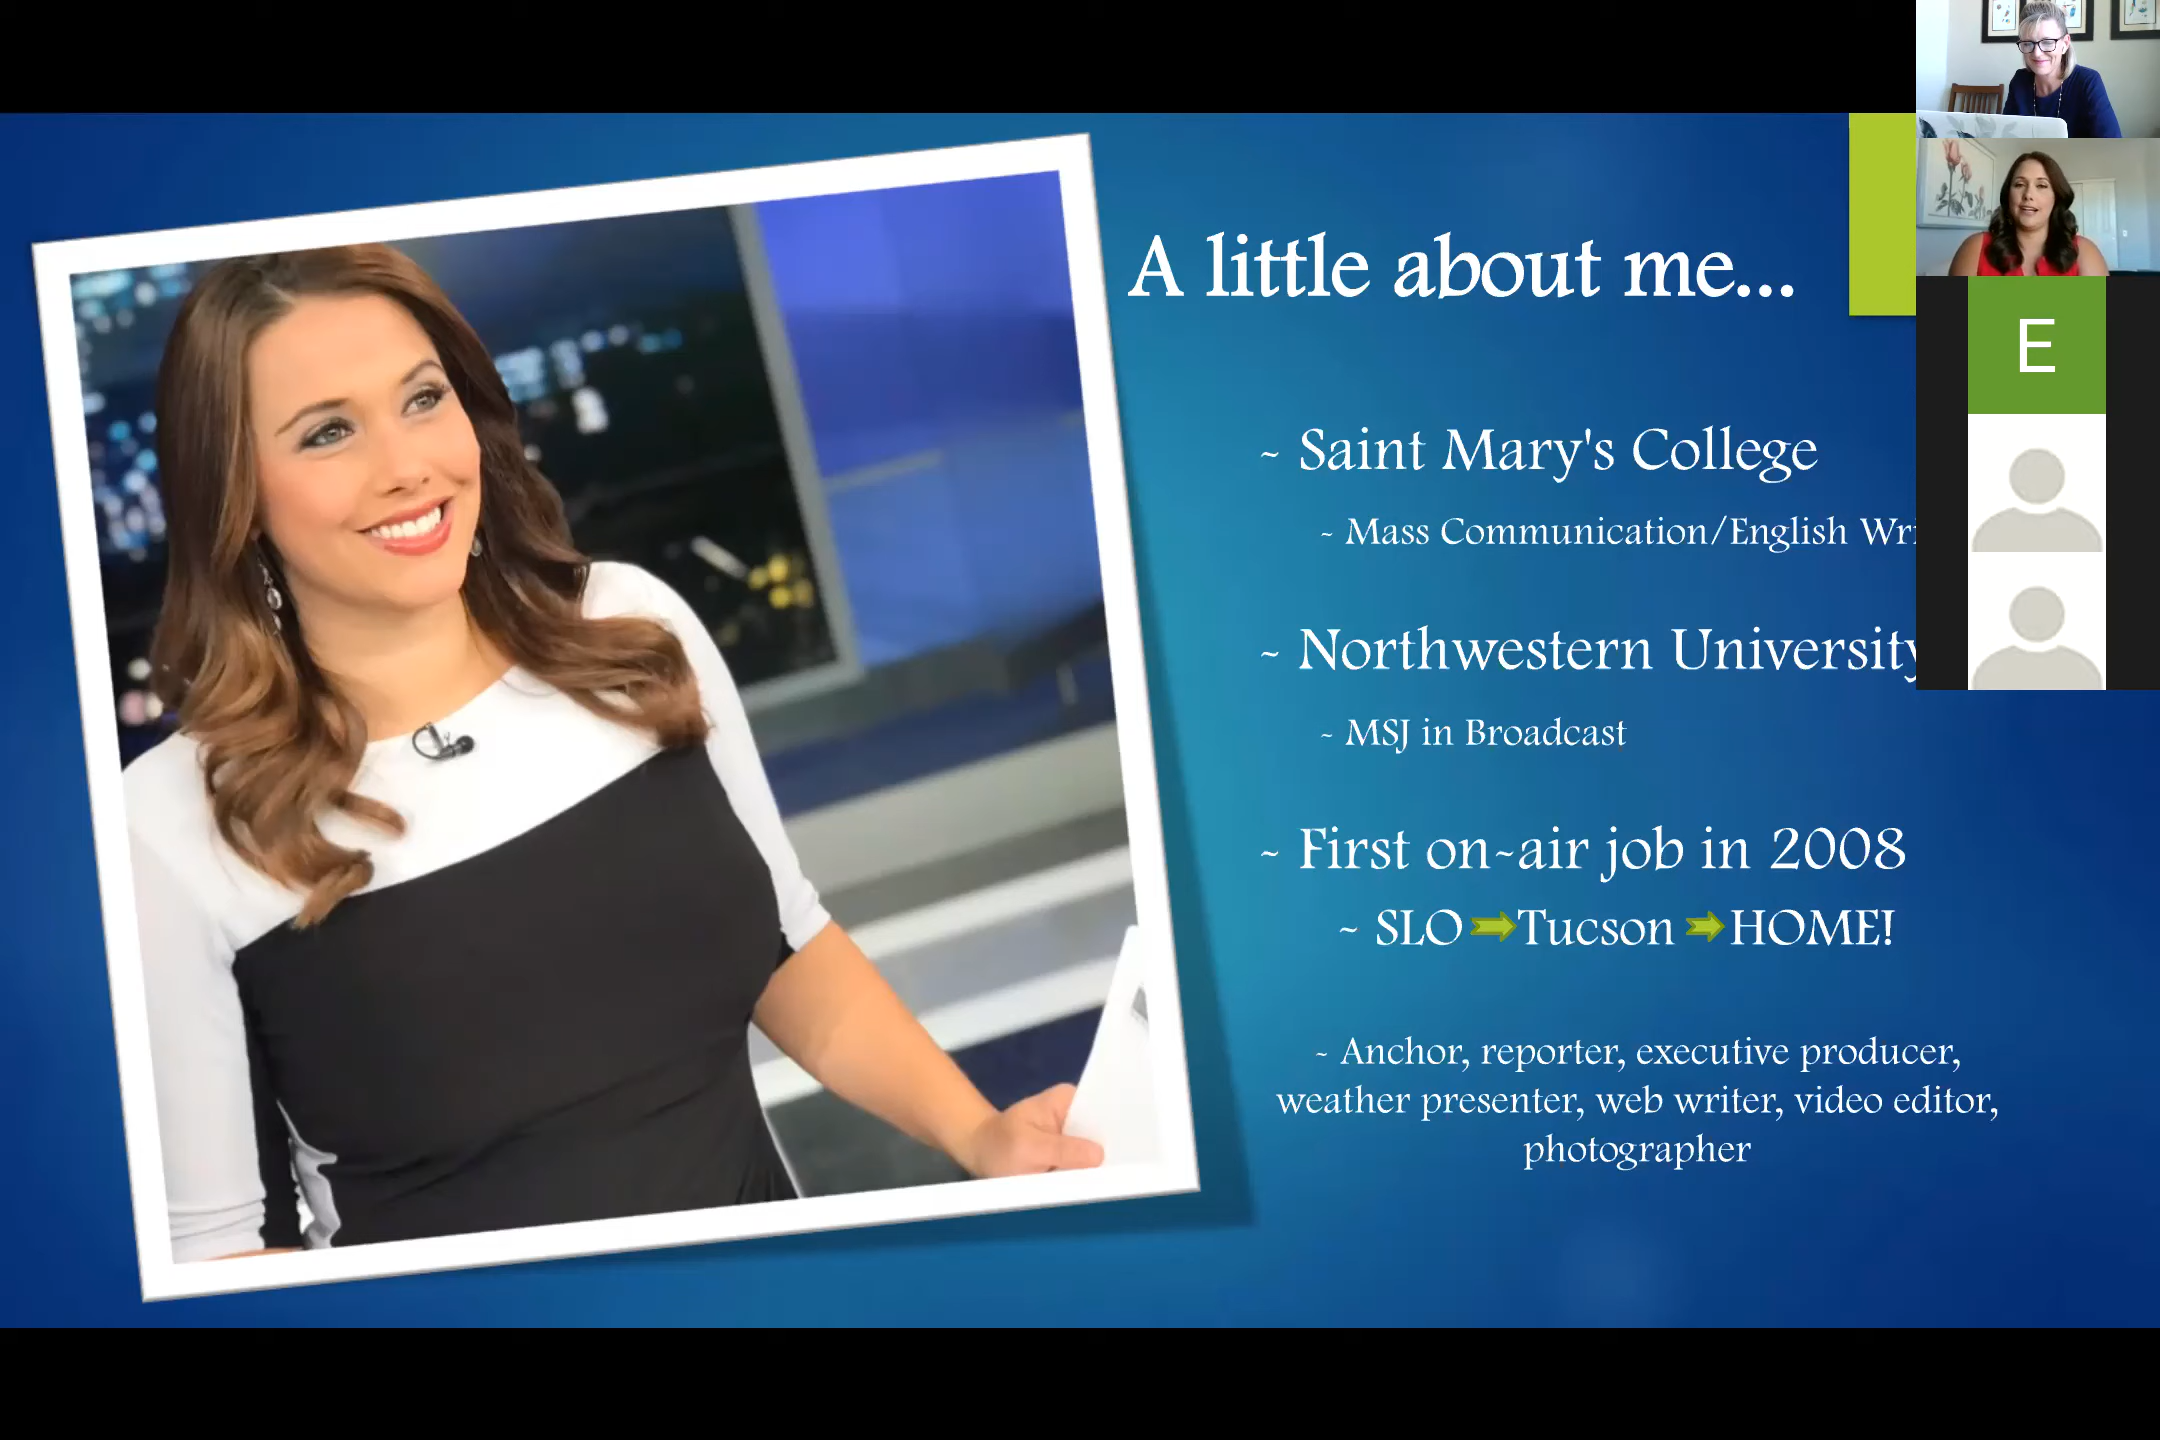 A little about me...
E
- Saint Mary's College
- Mass Communication/English
- Northwestern University
- MSJ in Broadcast
- First on-air job in 2008
- SLO Tucson HOME!
- Anchor, reporter, executive producer,
weather presenter, web writer, video editor,
photographer